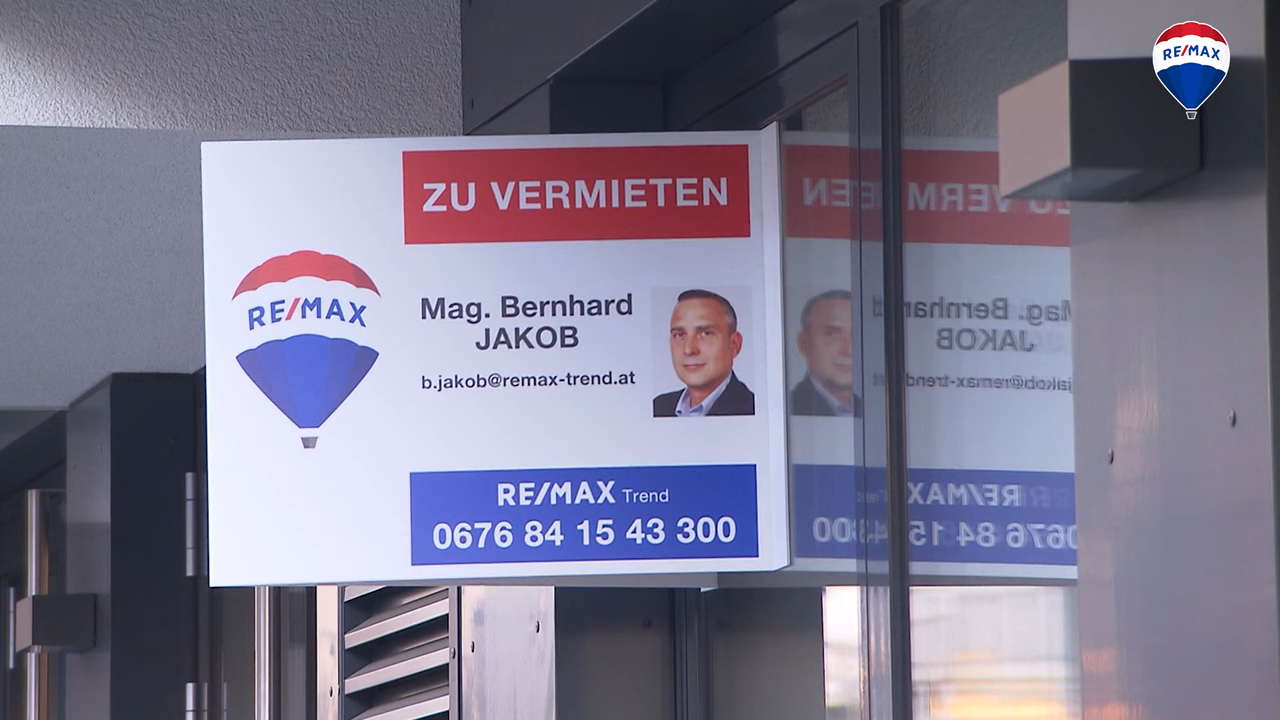 RE/MAX
ZU VERMIETEN
RE/MAX
Mag. Bernhard
JAKOB
b.jakob@remax-trend.at
RE/MAX Trend
0676 84 15 43 300